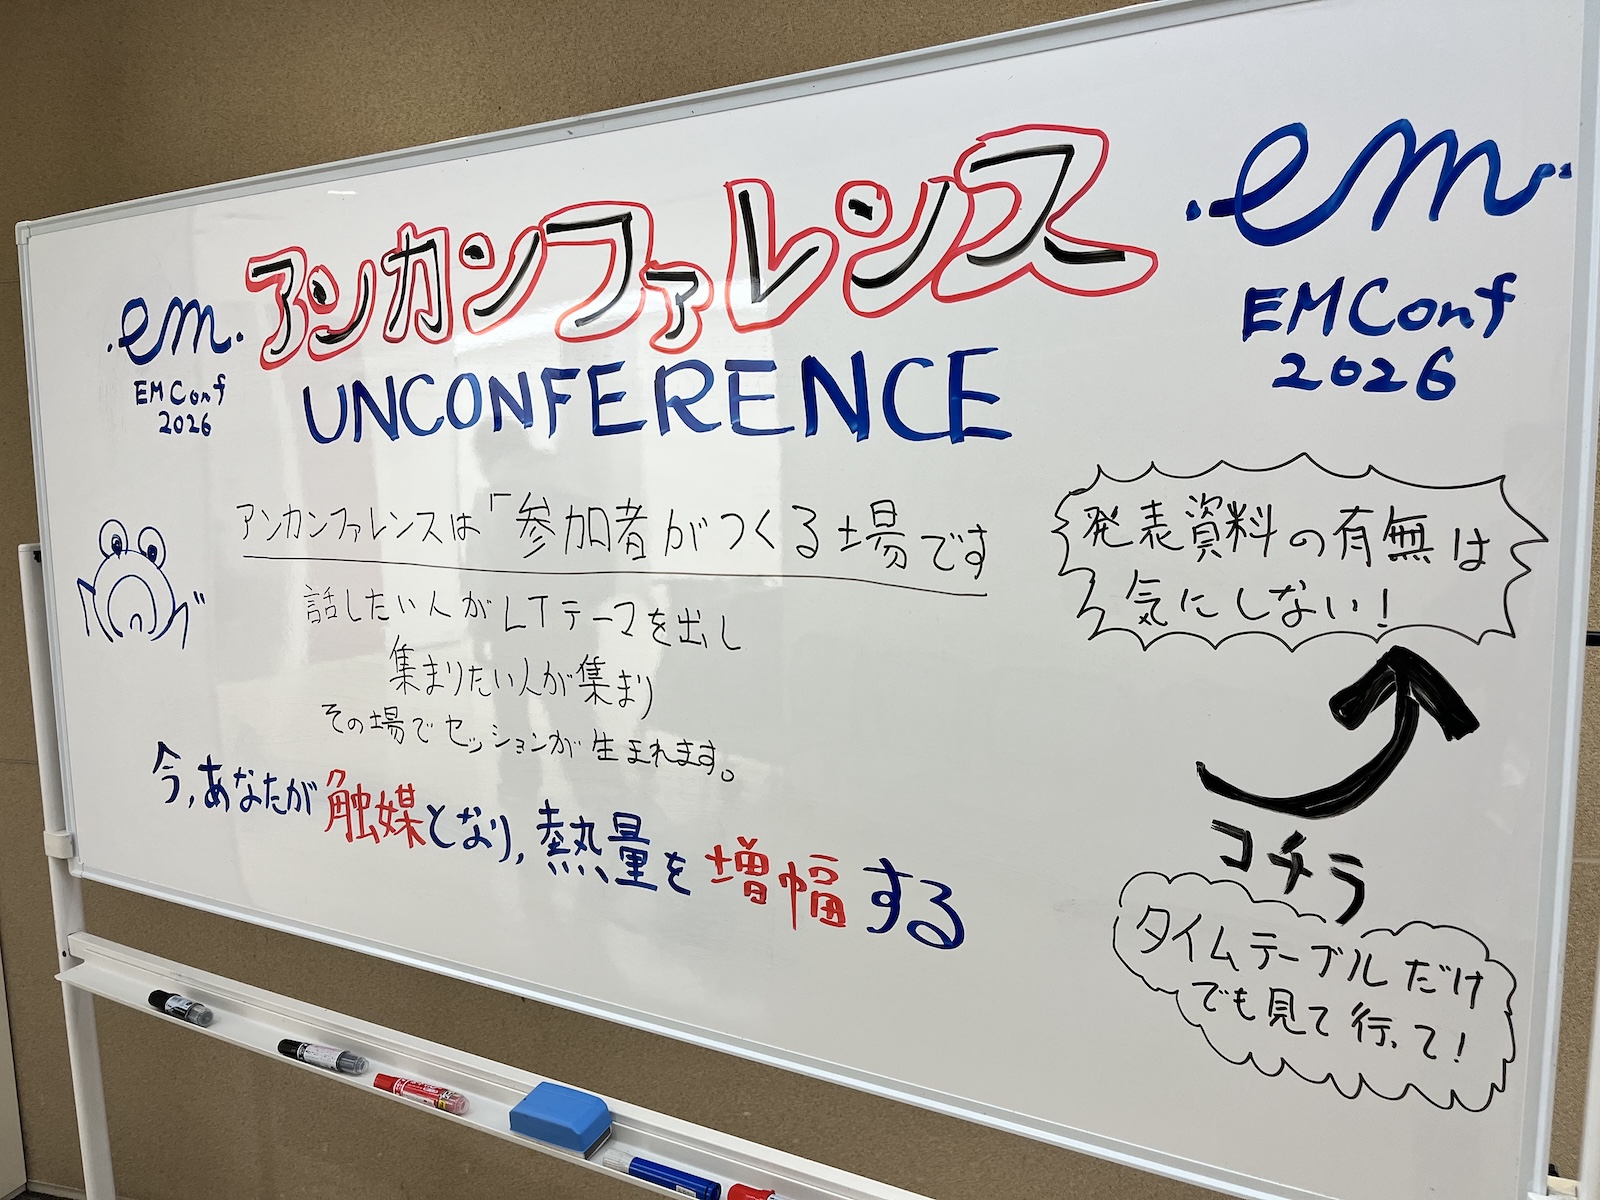 アンカンファレンス
UNCONFERENCE
em
EMConf
2026
em
EMConf
2026
アンカンファレンスは「参加者がつくる場です
話したい人がLTテーマを出し
集まりたい人が集まり
その場でセッションが生まれます。
今,あなたが触媒となり,熱量を増幅する
発表資料の有無は
気にしない!
コチラ
タイムテーブルだけ
でも見て行って!